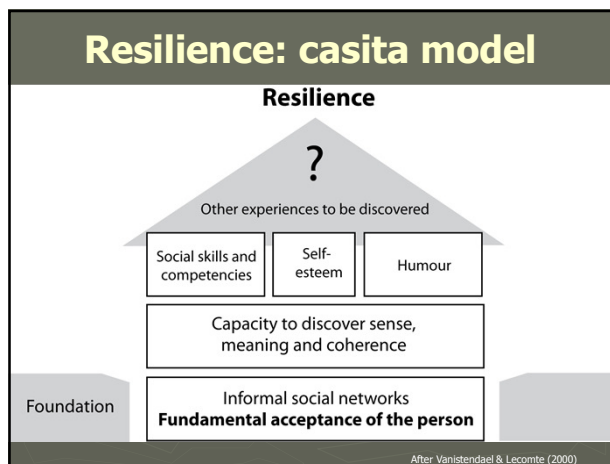 Resilience: casita model
Resilience
?
Other experiences to be discovered
Social skills and
competencies
Self-
esteem
Humour
Capacity to discover sense,
meaning and coherence
Foundation
Informal social networks
Fundamental acceptance of the person
After Vanistendael & Lecomte (2000)